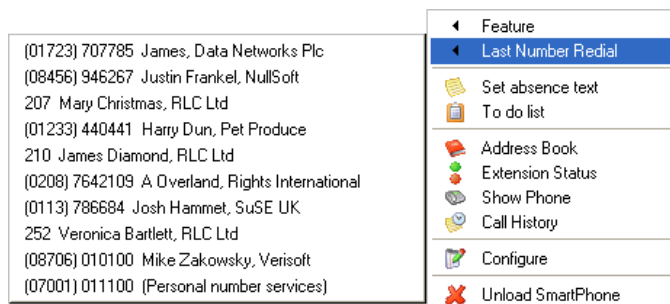 (01723) 707785 James, Data Networks Plc
(08456) 946267 Justin Frankel, NullSoft
207 Mary Christmas, RLC Ltd
(01233) 440441 Harry Dun, Pet Produce
210 James Diamond, RLC Ltd
(0208) 7642109 A Overland, Rights International
(0113) 786684 Josh Hammet, SuSE UK
252 Veronica Bartlett, RLC Ltd
(08706) 010100 Mike Zakowsky, Verisoft
(07001) 011100 (Personal number services)
Feature
Last Number Redial
Set absence text
To do list
Address Book
Extension Status
Show Phone
Call History
Configure
Unload SmartPhone